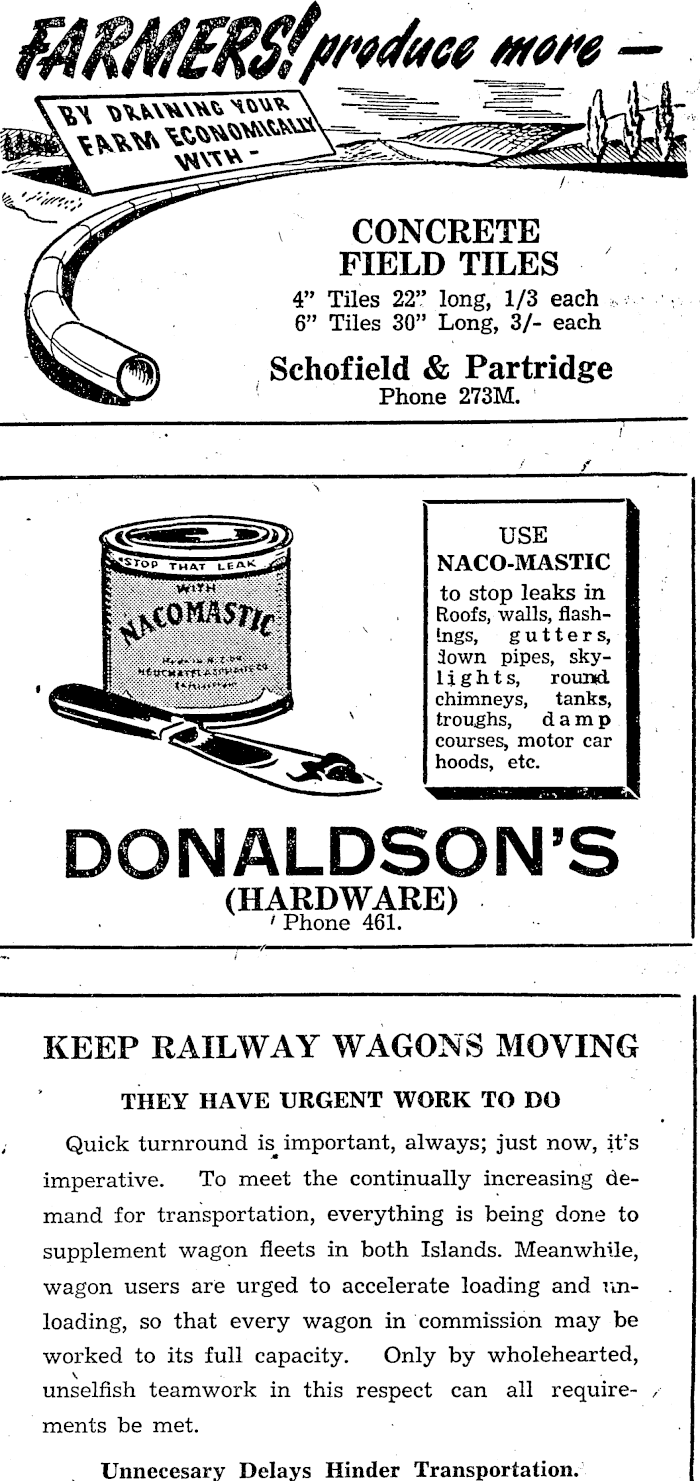 FARMERS! produce more —
BY DRAINING YOUR
FARM ECONOMICALLY
WITH -
CONCRETE
FIELD TILES
4” Tiles 22” long, 1/3 each
6” Tiles 30” Long, 3/- each
Schofield & Partridge
Phone 273M.
STOP THAT LEAK
WITH
NACOMASTIC
USE
NACO-MASTIC
to stop leaks in
Roofs, walls, flash-
ings, gutters,
down pipes, sky-
lights, round
chimneys, tanks,
troughs, damp
courses, motor car
hoods, etc.
DONALDSON'S
(HARDWARE)
Phone 461.
KEEP RAILWAY WAGONS MOVING
THEY HAVE URGENT WORK TO DO
Quick turnround is important, always; just now, it's
imperative. To meet the continually increasing de-
mand for transportation, everything is being done to
supplement wagon fleets in both Islands. Meanwhile,
wagon users are urged to accelerate loading and un-
loading, so that every wagon in commission may be
worked to its full capacity. Only by wholehearted,
unselfish teamwork in this respect can all require-
ments be met.
Unnecesary Delays Hinder Transportation.